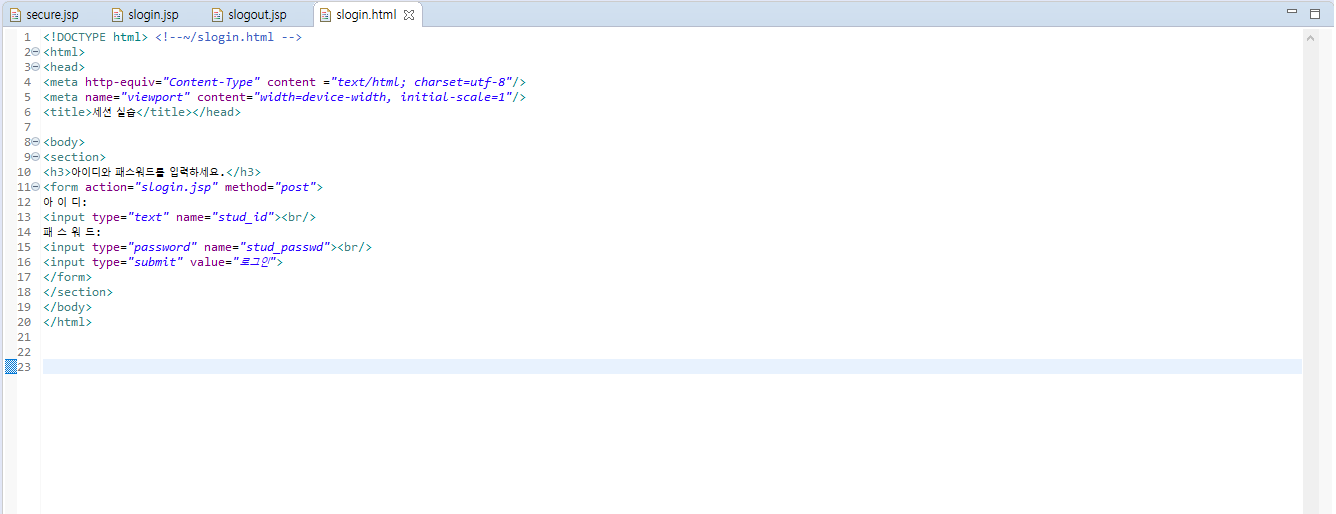 secure.jsp slogin.jsp slogout.jsp slogin.html
1 <!DOCTYPE html> <!--~/slogin.html -->
2 <html>
3 <head>
4 <meta http-equiv="Content-Type" content ="text/html; charset=utf-8"/>
5 <meta name="viewport" content="width=device-width, initial-scale=1"/>
6 <title>세션 실습</title></head>
7
8 <body>
9 <section>
10 <h3>아이디와 패스워드를 입력하세요.</h3>
11 <form action="slogin.jsp" method="post">
12 아 이 디:
13 <input type="text" name="stud_id"><br/>
14 패 스 워 드:
15 <input type="password" name="stud_passwd"><br/>
16 <input type="submit" value="로그인">
17 </form>
18 </section>
19 </body>
20 </html>
21
22
23